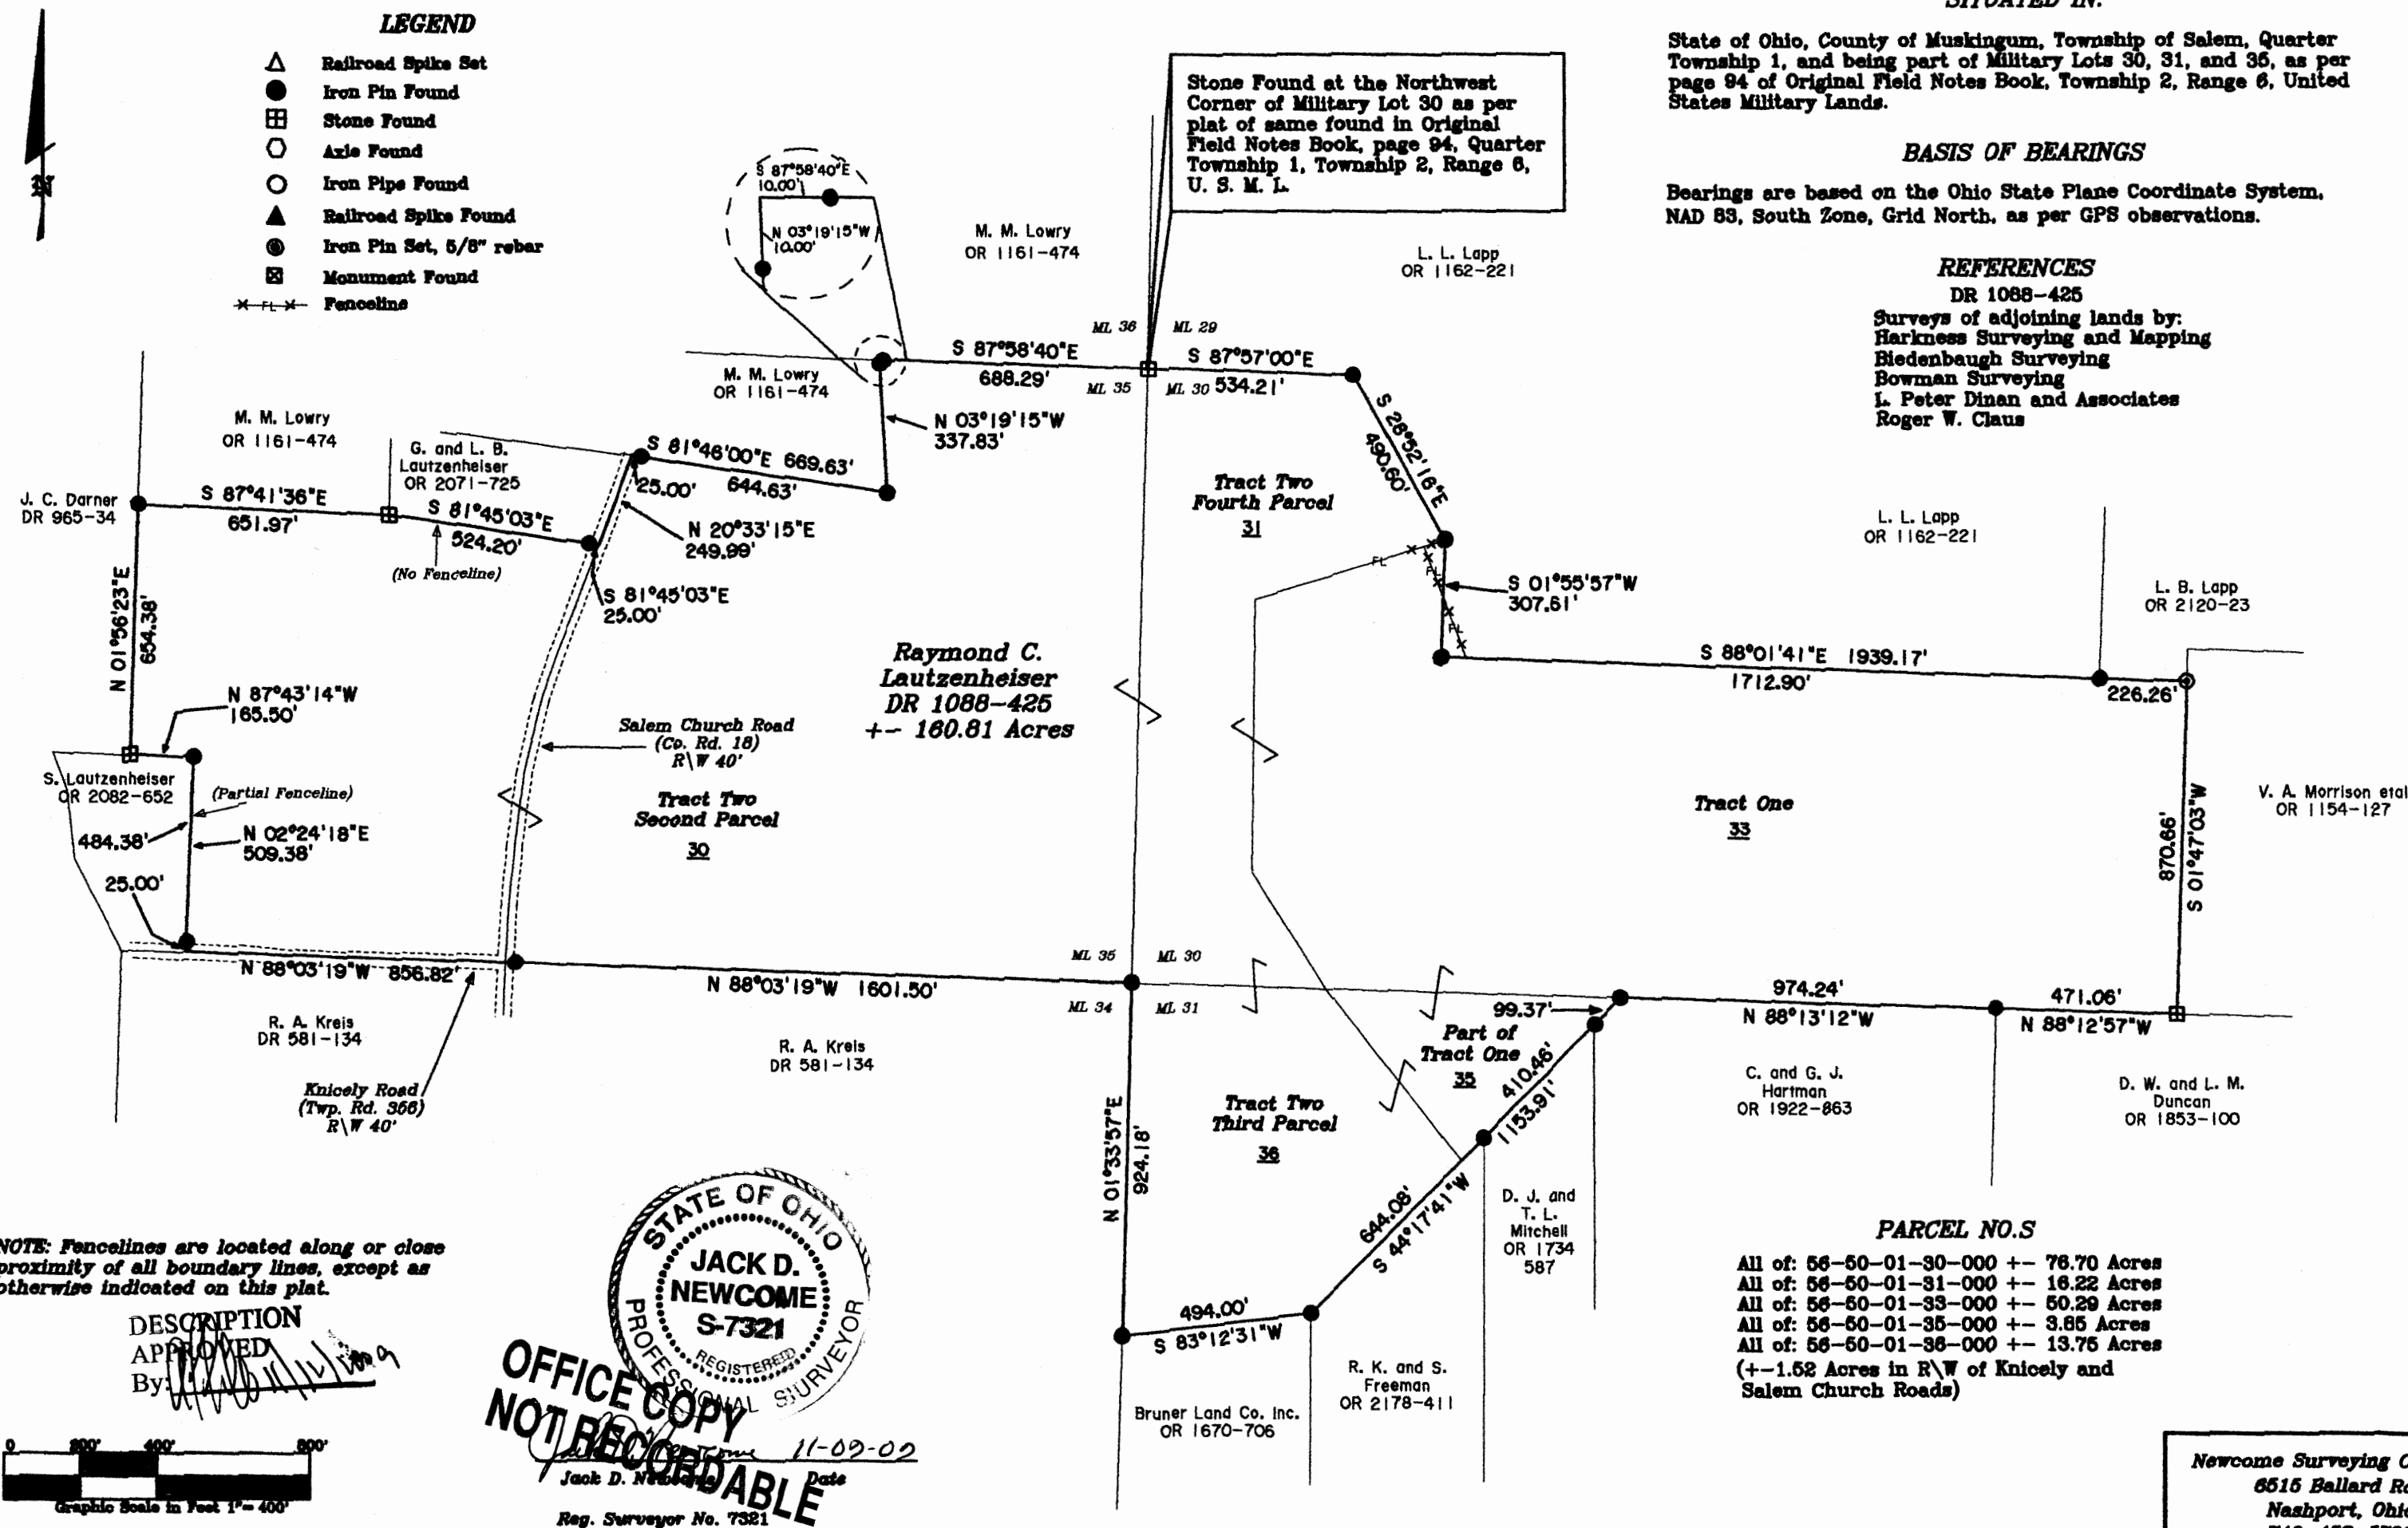 LEGEND
Railroad Spike Set
Iron Pin Found
Stone Found
Axle Found
Iron Pipe Found
Railroad Spike Found
Iron Pin Set, 5/8" rebar
Monument Found
FL
Fenceline
N
SITUATED IN:
State of Ohio, County of Muskingum, Township of Salem, Quarter
Township 1, and being part of Military Lots 30, 31, and 35, as per
page 94 of Original Field Notes Book, Township 2, Range 6, United
States Military Lands.
BASIS OF BEARINGS
Bearings are based on the Ohio State Plane Coordinate System,
NAD 83, South Zone, Grid North, as per GPS observations.
REFERENCES
DR 1088-425
Surveys of adjoining lands by:
Harkness Surveying and Mapping
Biedenbaugh Surveying
Bowman Surveying
L. Peter Dinan and Associates
Roger W. Claus
Stone Found at the Northwest
Corner of Military Lot 30 as per
plat of same found in Original
Field Notes Book, page 94, Quarter
Township 1, Township 2, Range 6,
U. S. M. L.
S 87°58'40"E
10.00'
N 03°19'15"W
10.00'
M. M. Lowry
OR 1161-474
L. L. Lapp
OR 1162-221
ML 36
ML 29
S 87°58'40"E
688.29'
S 87°57'00"E
ML 35
ML 30
534.21'
M. M. Lowry
OR 1161-474
N 03°19'15"W
337.83'
S 28°52'16"E
490.60'
M. M. Lowry
OR 1161-474
G. and L. B.
Lautzenheiser
OR 2071-725
S 81°46'00"E 669.63'
25.00'
644.63'
J. C. Darner
DR 965-34
S 87°41'36"E
651.97'
S 81°45'03"E
524.20'
(No Fenceline)
N 20°33'15"E
249.99'
S 81°45'03"E
25.00'
Tract Two
Fourth Parcel
31
FL
FL
FL
S 01°55'57"W
307.61'
L. L. Lapp
OR 1162-221
L. B. Lapp
OR 2120-23
N 01°56'23"E
654.38'
Raymond C.
Lautzenheiser
DR 1088-425
+- 160.81 Acres
S 88°01'41"E 1939.17'
1712.90'
226.26'
N 87°43'14"W
165.50'
Salem Church Road
(Co. Rd. 18)
R\W 40'
S. Lautzenheiser
OR 2082-652
(Partial Fenceline)
484.38'
N 02°24'18"E
509.38'
25.00'
Tract Two
Second Parcel
30
Tract One
33
870.66'
S 01°47'03"W
V. A. Morrison etal
OR 1154-127
N 88°03'19"W 856.82'
N 88°03'19"W 1601.50'
ML 35
ML 30
ML 34
ML 31
99.37'
974.24'
N 88°13'12"W
471.06'
N 88°12'57"W
R. A. Kreis
DR 581-134
R. A. Kreis
DR 581-134
Part of
Tract One
35
410.46'
1153.91'
C. and G. J.
Hartman
OR 1922-863
D. W. and L. M.
Duncan
OR 1853-100
Knicely Road
(Twp. Rd. 366)
R\W 40'
N 01°33'57"E
924.18'
Tract Two
Third Parcel
36
644.08'
S 44°17'41"W
D. J. and
T. L.
Mitchell
OR 1734
587
494.00'
S 83°12'31"W
R. K. and S.
Freeman
OR 2178-411
Bruner Land Co. Inc.
OR 1670-706
PARCEL NO.S
All of: 56-50-01-30-000 +- 76.70 Acres
All of: 56-50-01-31-000 +- 16.22 Acres
All of: 56-50-01-33-000 +- 50.29 Acres
All of: 56-50-01-35-000 +- 3.85 Acres
All of: 56-50-01-36-000 +- 13.75 Acres
(+-1.52 Acres in R\W of Knicely and
Salem Church Roads)
NOTE: Fencelines are located along or close
proximity of all boundary lines, except as
otherwise indicated on this plat.
DESCRIPTION
APPROVED
By:
0 200' 400' 800'
Graphic Scale in Feet 1"= 400'
STATE OF OHIO
JACK D.
NEWCOME
S-7321
REGISTERED
PROFESSIONAL SURVEYOR
OFFICE COPY
NOT RECORDABLE
11-09-09
Jack D. Newcome Date
Reg. Surveyor No. 7321
Newcome Surveying
6515 Ballard
Nashport,